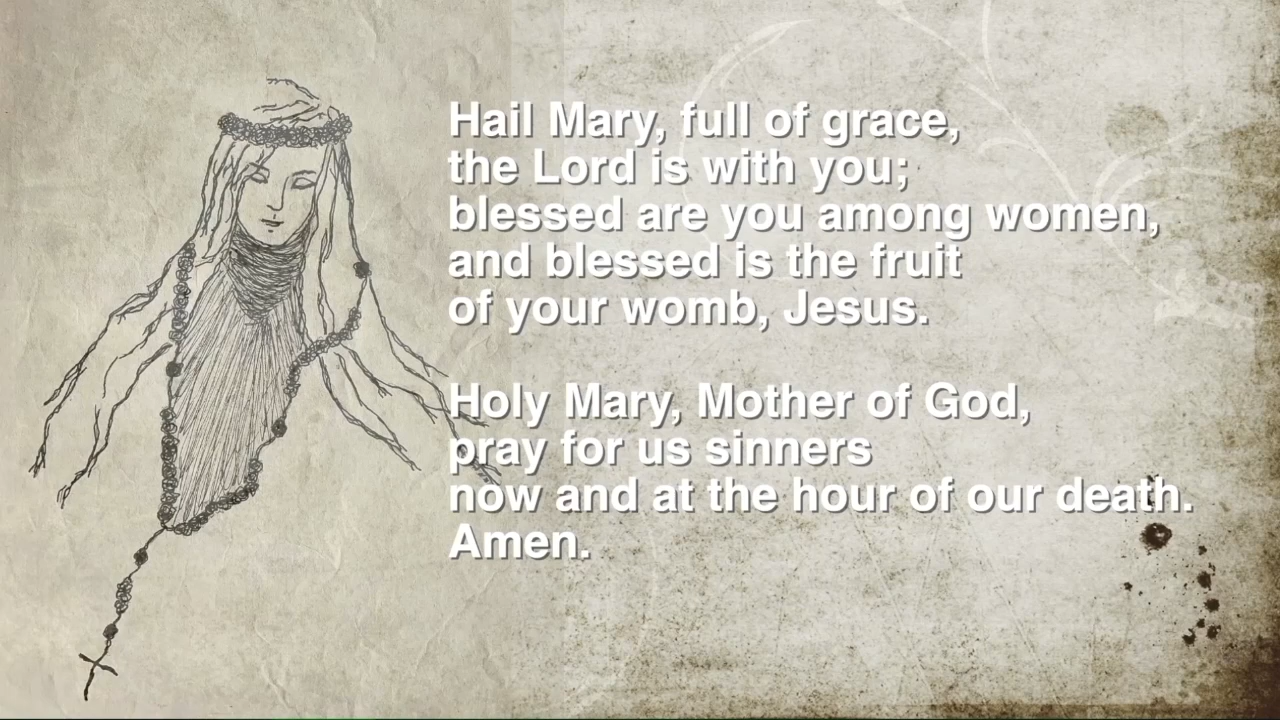 Hail Mary, full of grace,
the Lord is with you;
blessed are you among women,
and blessed is the fruit
of your womb, Jesus.
Holy Mary, Mother of God,
pray for us sinners
now and at the hour of our death.
Amen.